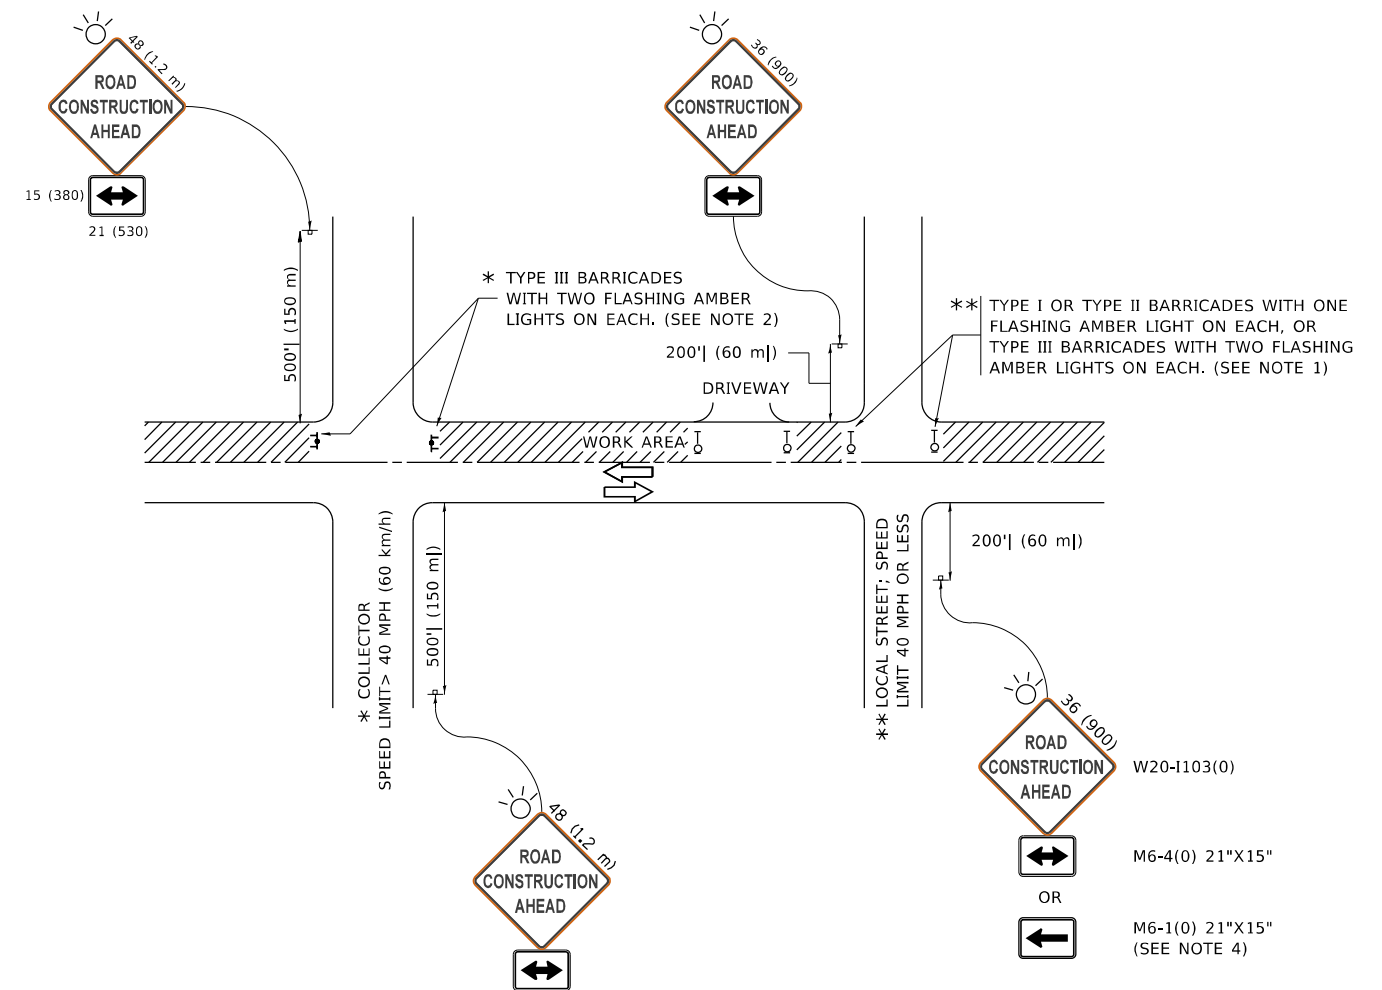 48 (1.2 m)
ROAD
CONSTRUCTION
AHEAD
15 (380)
21 (530)
36 (900)
ROAD
CONSTRUCTION
AHEAD
500'| (150 m)
* TYPE III BARRICADES
WITH TWO FLASHING AMBER
LIGHTS ON EACH. (SEE NOTE 2)
200'| (60 m|)
DRIVEWAY
** TYPE I OR TYPE II BARRICADES WITH ONE
FLASHING AMBER LIGHT ON EACH, OR
TYPE III BARRICADES WITH TWO FLASHING
AMBER LIGHTS ON EACH. (SEE NOTE 1)
WORK AREA
* COLLECTOR
SPEED LIMIT> 40 MPH (60 km/h)
500'| (150 m|)
** LOCAL STREET; SPEED
LIMIT 40 MPH OR LESS
200'| (60 m|)
48 (1.2 m)
ROAD
CONSTRUCTION
AHEAD
36 (900)
ROAD
CONSTRUCTION
AHEAD
W20-I103(0)
M6-4(0) 21"X15"
OR
M6-1(0) 21"X15"
(SEE NOTE 4)